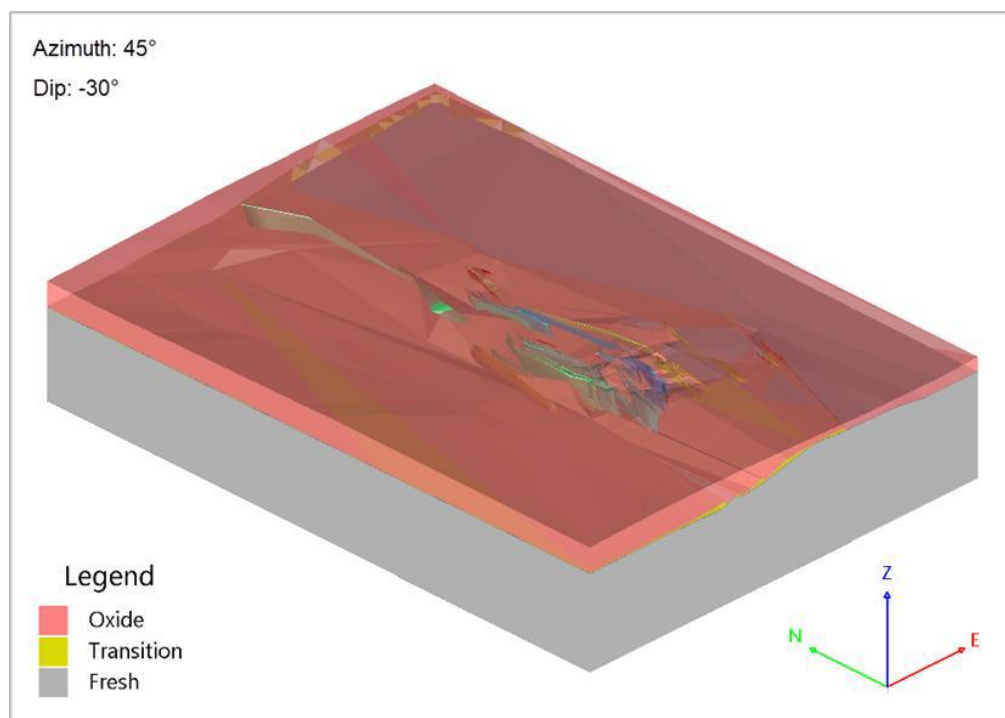 Azimuth: 45°
Dip: -30°
Legend
Oxide
Transition
Fresh
Z
N
E